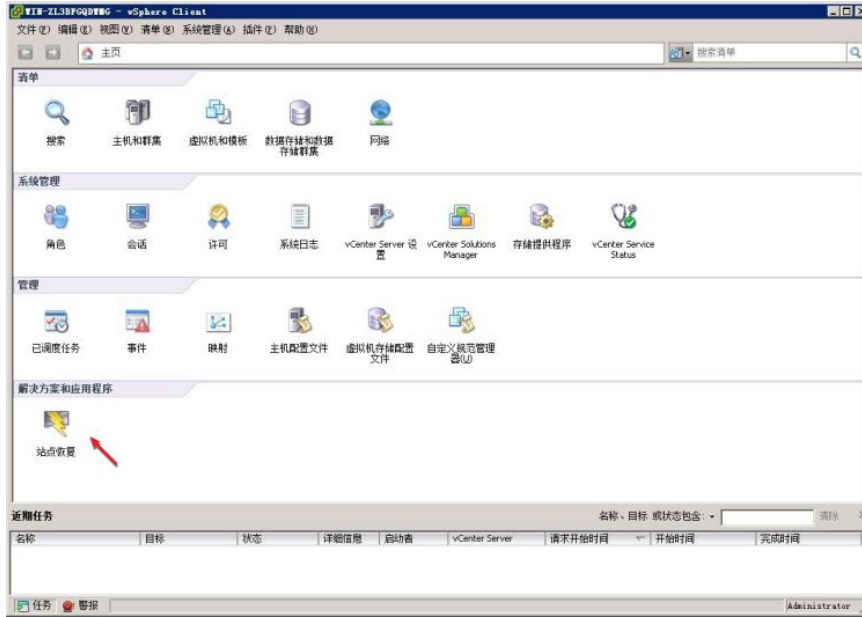 WIN-ZL3BFGQDTMG - vSphere Client
文件(F) 编辑(E) 视图(V) 清单(N) 系统管理(A) 插件(P) 帮助(H)
主页
搜索清单
清单
搜索
主机和群集
虚拟机和模板
数据存储和数据
存储群集
网络
系统管理
角色
会话
许可
系统日志
vCenter Server 设
置
vCenter Solutions
Manager
存储提供程序
vCenter Service
Status
管理
已调度任务
事件
映射
主机配置文件
虚拟机存储配置
文件
自定义规范管理
器(U)
解决方案和应用程序
站点恢复
近期任务
名称、目标 或状态包含:
清除
名称
目标
状态
详细信息
启动者
vCenter Server
请求开始时间
开始时间
完成时间
任务
警报
Administrator